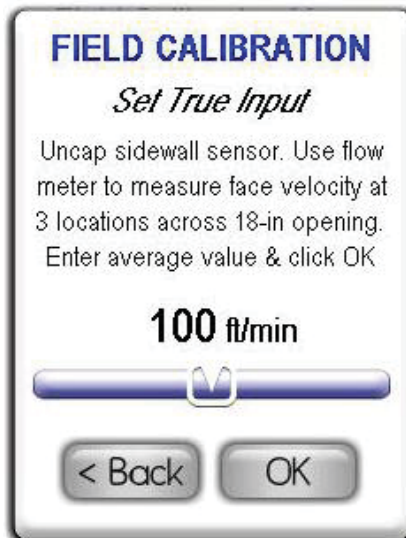 FIELD CALIBRATION
Set True Input
Uncap sidewall sensor. Use flow
meter to measure face velocity at
3 locations across 18-in opening.
Enter average value & click OK
100 ft/min
< Back
OK